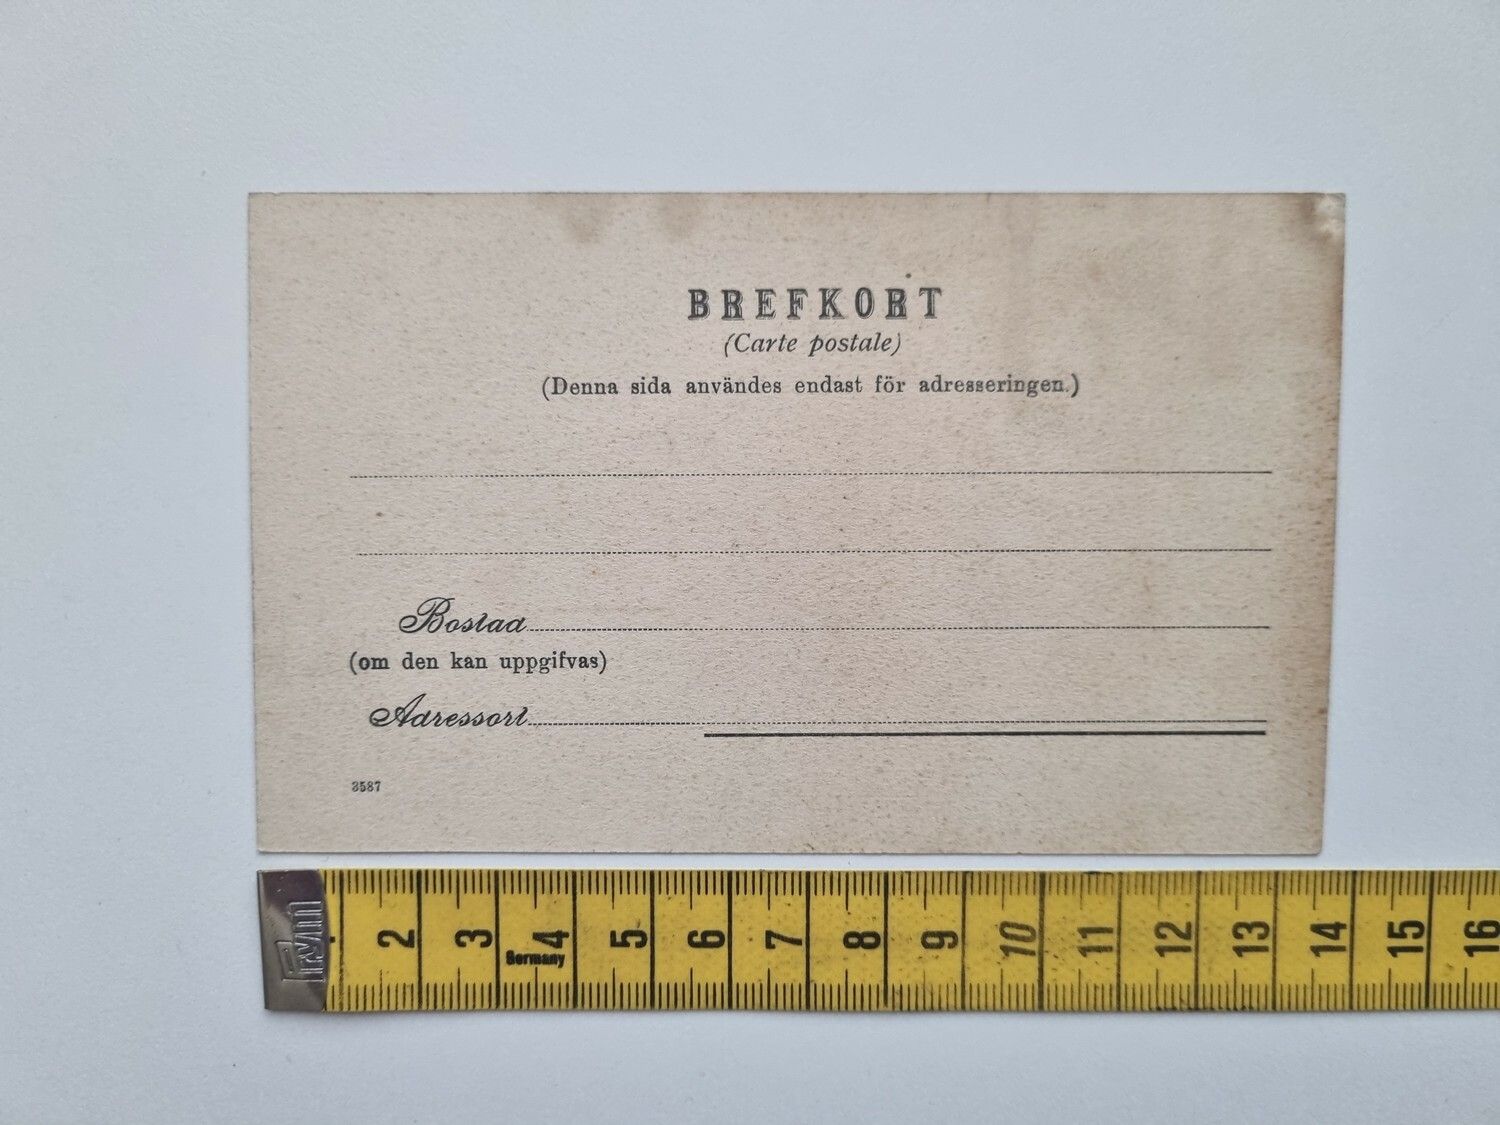 BREFKORT
(Carte postale)
(Denna sida användes endast för adresseringen.)
Bostad
(om den kan uppgifvas)
Adressort
3587
2 3 4 5 6 7 8 9 10 11 12 13 14 15 16
Germany